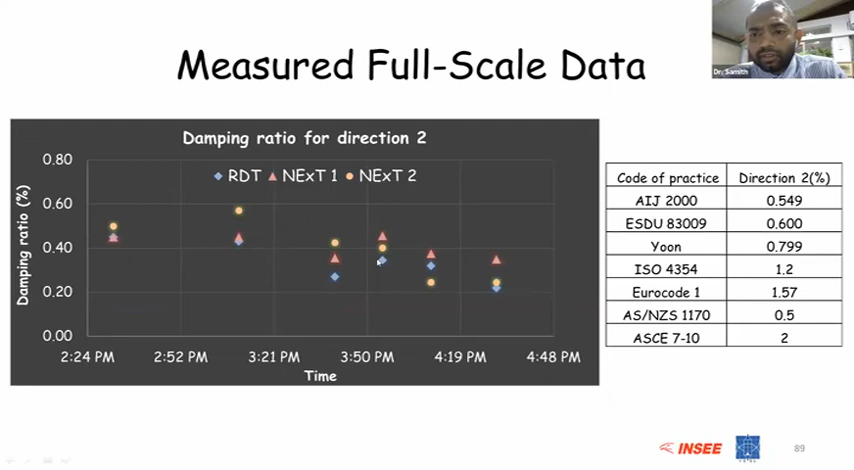 Dr. Samith
Measured Full-Scale Data
Damping ratio for direction 2
RDT NExT 1 NExT 2
Damping ratio (%)
0.80
0.60
0.40
0.20
0.00
2:24 PM 2:52 PM 3:21 PM 3:50 PM 4:19 PM 4:48 PM
Time
Code of practice Direction 2(%)
AIJ 2000 0.549
ESDU 83009 0.600
Yoon 0.799
ISO 4354 1.2
Eurocode 1 1.57
AS/NZS 1170 0.5
ASCE 7-10 2
INSEE
89